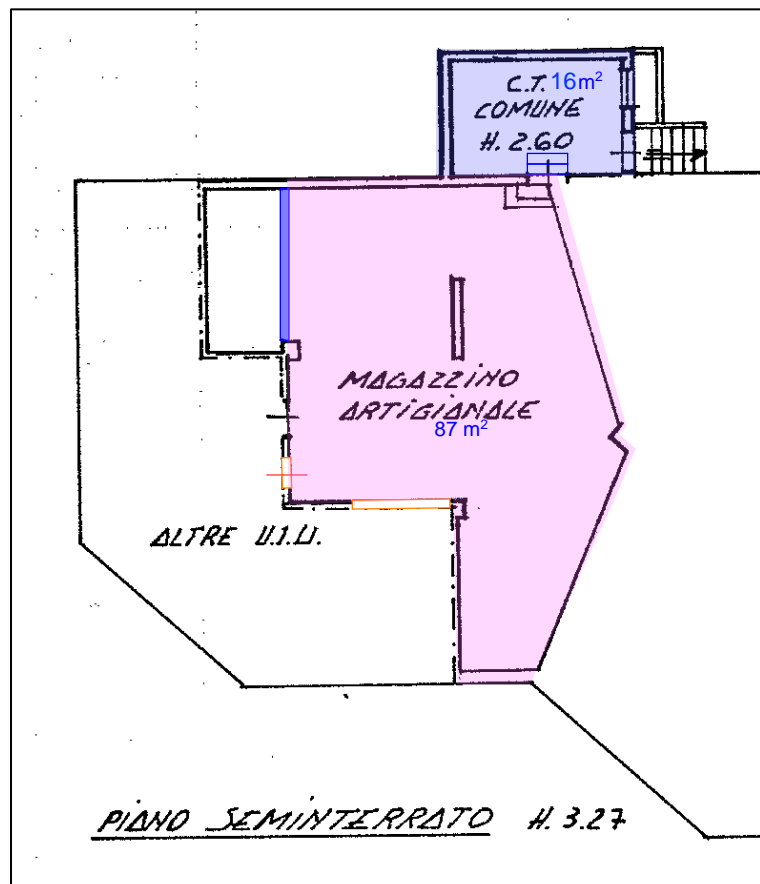 C.T. 16m²
COMUNE
H. 2.60
MAGAZZINO
ARTIGIANALE
87 m²
ALTRE U.I.U.
PIANO SEMINTERRATO H. 3.27